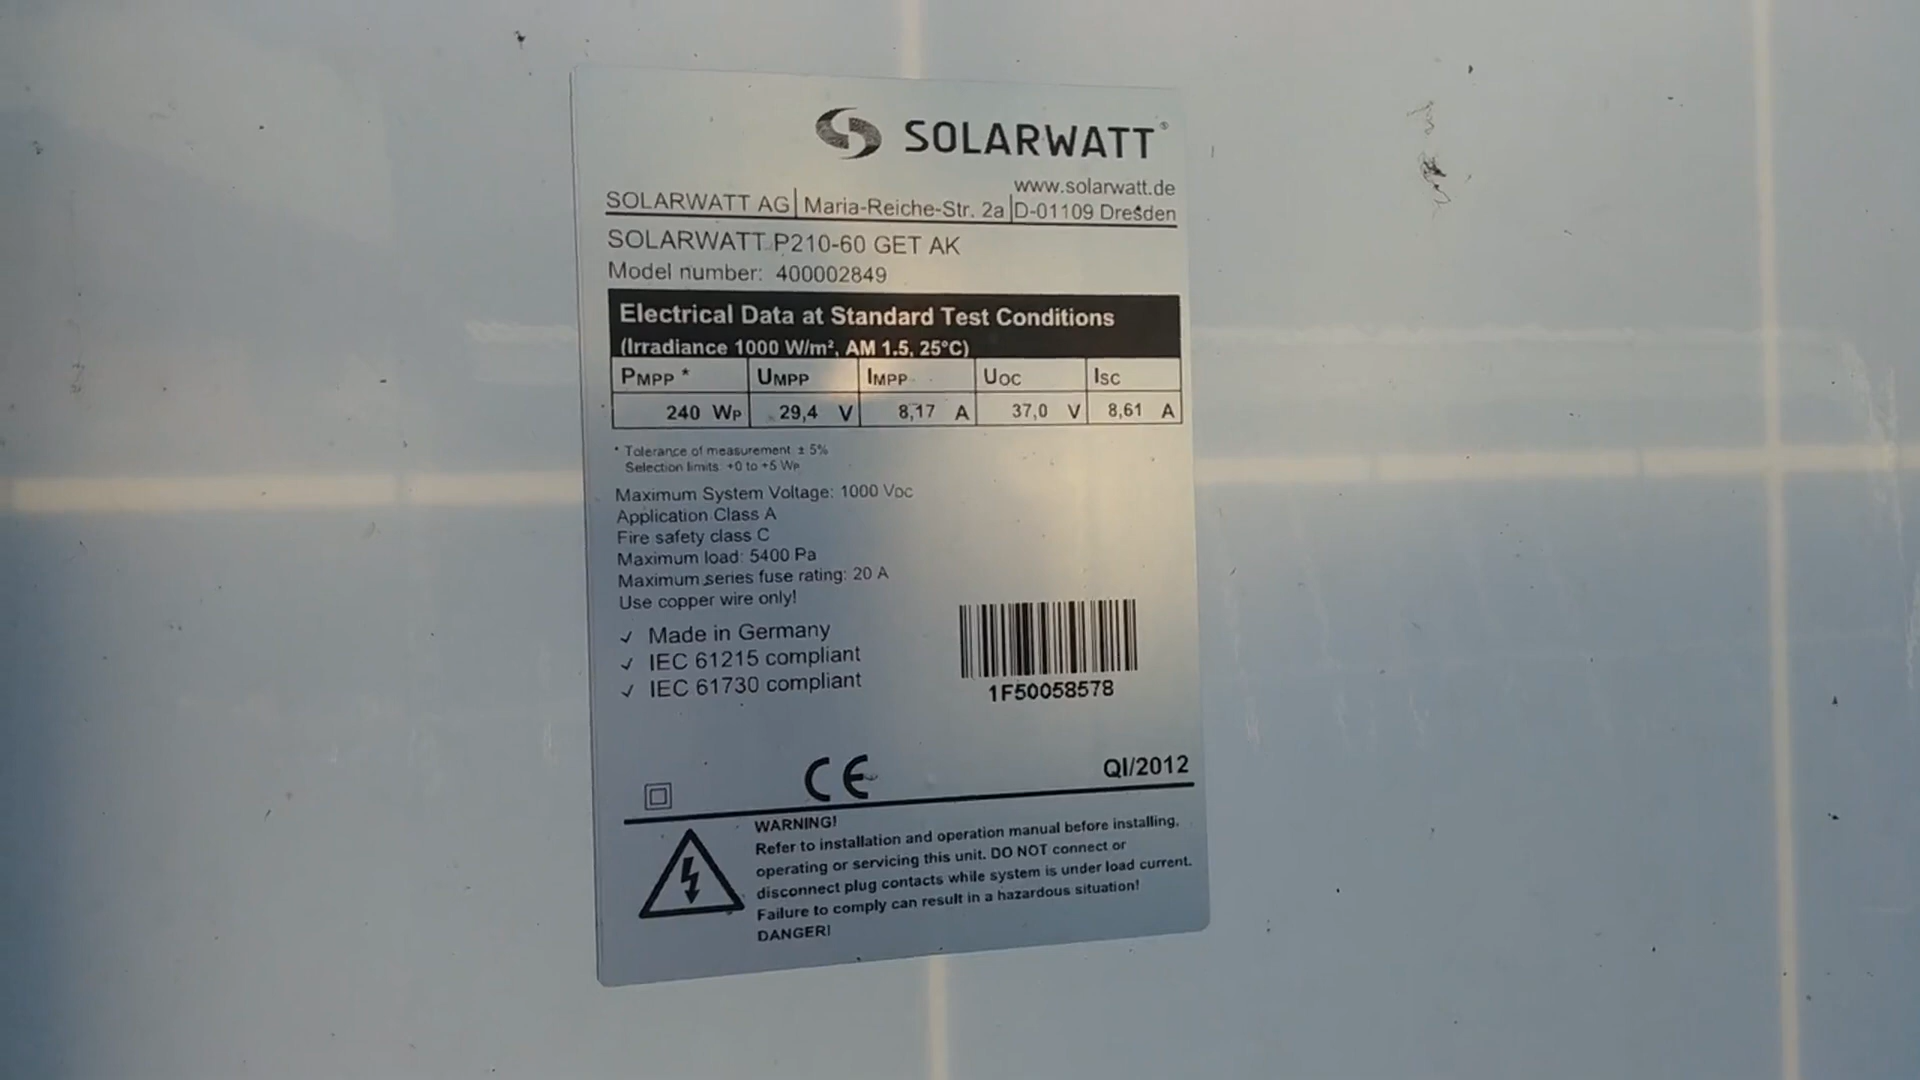 SOLARWATT®
www.solarwatt.de
SOLARWATT AG|Maria-Reiche-Str. 2a|D-01109 Dresden
SOLARWATT P210-60 GET AK
Model number: 400002849
Electrical Data at Standard Test Conditions
(Irradiance 1000 W/m², AM 1.5, 25°C)
PMPP * UMPP IMPP UOC ISC
240 WP 29,4 V 8,17 A 37,0 V 8,61 A
* Tolerance of measurement ± 5%
Selection limits: +0 to +5 WP
Maximum System Voltage: 1000 VDC
Application Class A
Fire safety class C
Maximum load: 5400 Pa
Maximum series fuse rating: 20 A
Use copper wire only!
✓ Made in Germany
✓ IEC 61215 compliant
✓ IEC 61730 compliant
1F50058578
CE
QI/2012
WARNING!
Refer to installation and operation manual before installing,
operating or servicing this unit. DO NOT connect or
disconnect plug contacts while system is under load current.
Failure to comply can result in a hazardous situation!
DANGER!